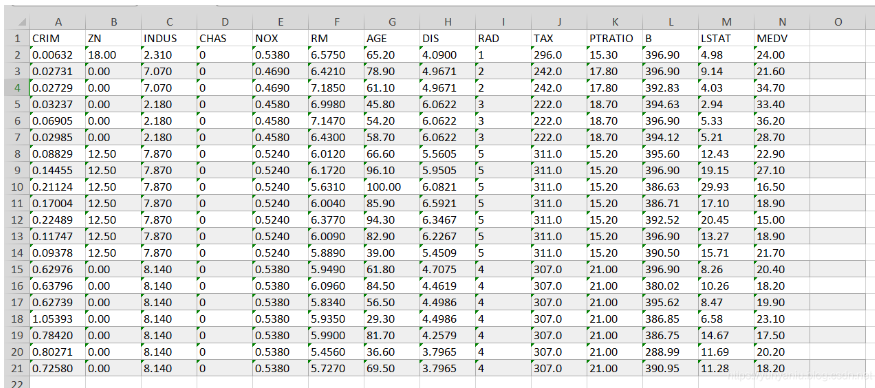 A B C D E F G H I J K L M N O
1 CRIM ZN INDUS CHAS NOX RM AGE DIS RAD TAX PTRATIO B LSTAT MEDV
2 0.00632 18.00 2.310 0 0.5380 6.5750 65.20 4.0900 1 296.0 15.30 396.90 4.98 24.00
3 0.02731 0.00 7.070 0 0.4690 6.4210 78.90 4.9671 2 242.0 17.80 396.90 9.14 21.60
4 0.02729 0.00 7.070 0 0.4690 7.1850 61.10 4.9671 2 242.0 17.80 392.83 4.03 34.70
5 0.03237 0.00 2.180 0 0.4580 6.9980 45.80 6.0622 3 222.0 18.70 394.63 2.94 33.40
6 0.06905 0.00 2.180 0 0.4580 7.1470 54.20 6.0622 3 222.0 18.70 396.90 5.33 36.20
7 0.02985 0.00 2.180 0 0.4580 6.4300 58.70 6.0622 3 222.0 18.70 394.12 5.21 28.70
8 0.08829 12.50 7.870 0 0.5240 6.0120 66.60 5.5605 5 311.0 15.20 395.60 12.43 22.90
9 0.14455 12.50 7.870 0 0.5240 6.1720 96.10 5.9505 5 311.0 15.20 396.90 19.15 27.10
10 0.21124 12.50 7.870 0 0.5240 5.6310 100.00 6.0821 5 311.0 15.20 386.63 29.93 16.50
11 0.17004 12.50 7.870 0 0.5240 6.0040 85.90 6.5921 5 311.0 15.20 386.71 17.10 18.90
12 0.22489 12.50 7.870 0 0.5240 6.3770 94.30 6.3467 5 311.0 15.20 392.52 20.45 15.00
13 0.11747 12.50 7.870 0 0.5240 6.0090 82.90 6.2267 5 311.0 15.20 396.90 13.27 18.90
14 0.09378 12.50 7.870 0 0.5240 5.8890 39.00 5.4509 5 311.0 15.20 390.50 15.71 21.70
15 0.62976 0.00 8.140 0 0.5380 5.9490 61.80 4.7075 4 307.0 21.00 396.90 8.26 20.40
16 0.63796 0.00 8.140 0 0.5380 6.0960 84.50 4.4619 4 307.0 21.00 380.02 10.26 18.20
17 0.62739 0.00 8.140 0 0.5380 5.8340 56.50 4.4986 4 307.0 21.00 395.62 8.47 19.90
18 1.05393 0.00 8.140 0 0.5380 5.9350 29.30 4.4986 4 307.0 21.00 386.85 6.58 23.10
19 0.78420 0.00 8.140 0 0.5380 5.9900 81.70 4.2579 4 307.0 21.00 386.75 14.67 17.50
20 0.80271 0.00 8.140 0 0.5380 5.4560 36.60 3.7965 4 307.0 21.00 288.99 11.69 20.20
21 0.72580 0.00 8.140 0 0.5380 5.7270 69.50 3.7965 4 307.0 21.00 390.95 11.28 18.20
22